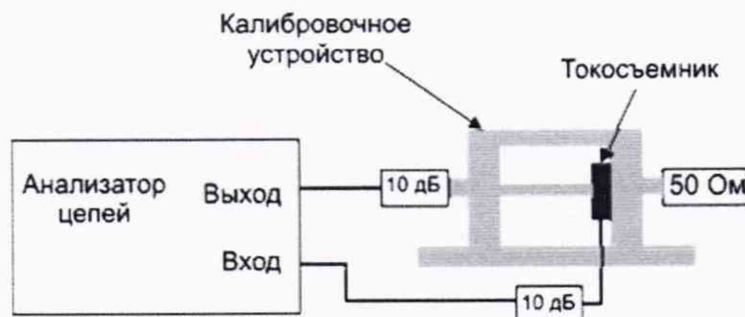 Калибровочное
устройство
Токосъемник
Анализатор
цепей
Выход
10 дБ
50 Ом
Вход
10 дБ